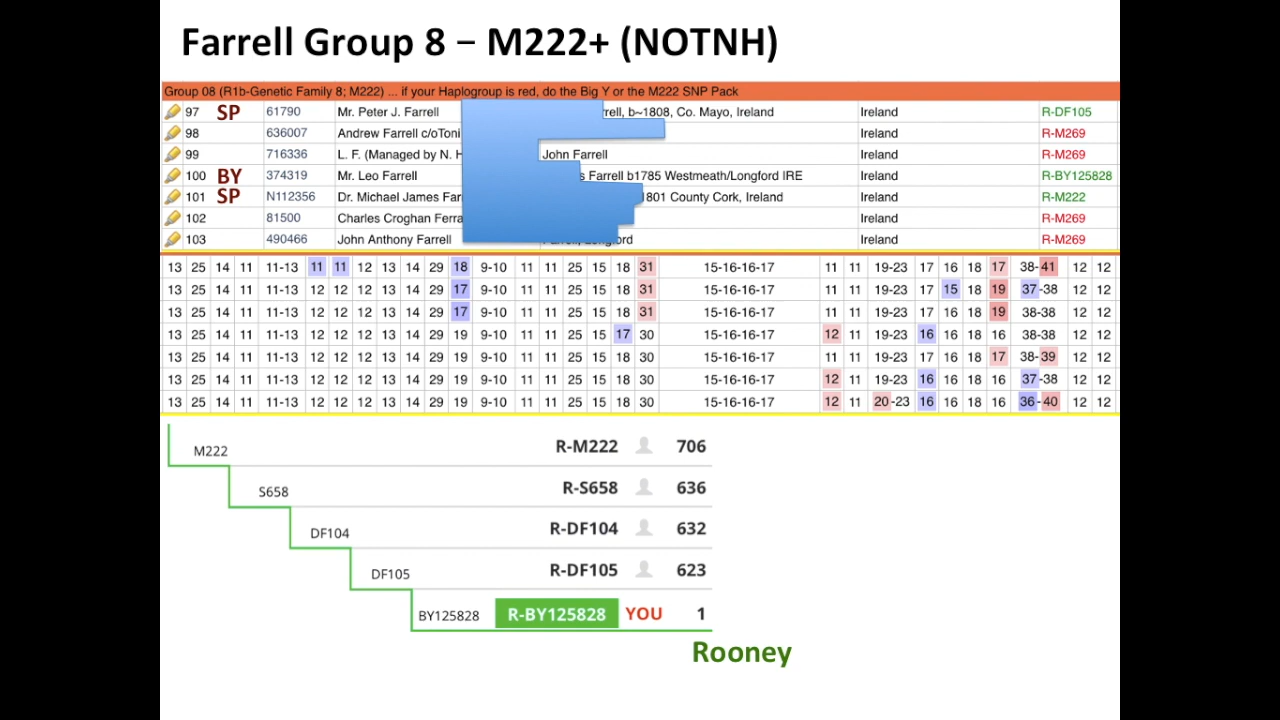 Farrell Group 8 – M222+ (NOTNH)
Group 08 (R1b-Genetic Family 8; M222) ... if your Haplogroup is red, do the Big Y or the M222 SNP Pack
97 SP 61790 Mr. Peter J. Farrell rrell, b~1808, Co. Mayo, Ireland Ireland R-DF105
98 636007 Andrew Farrell c/oToni Ireland R-M269
99 716336 L. F. (Managed by N. H John Farrell Ireland R-M269
100 BY 374319 Mr. Leo Farrell s Farrell b1785 Westmeath/Longford IRE Ireland R-BY125828
101 SP N112356 Dr. Michael James Far 1801 County Cork, Ireland Ireland R-M222
102 81500 Charles Croghan Ferra Ireland R-M269
103 490466 John Anthony Farrell Ireland R-M269
13 25 14 11 11-13 11 11 12 13 14 29 18 9-10 11 11 25 15 18 31 15-16-16-17 11 11 19-23 17 16 18 17 38-41 12 12
13 25 14 11 11-13 12 12 12 13 14 29 17 9-10 11 11 25 15 18 31 15-16-16-17 11 11 19-23 17 15 18 19 37-38 12 12
13 25 14 11 11-13 12 12 12 13 14 29 17 9-10 11 11 25 15 18 31 15-16-16-17 11 11 19-23 17 16 18 19 38-38 12 12
13 25 14 11 11-13 12 12 12 13 14 29 19 9-10 11 11 25 15 17 30 15-16-16-17 12 11 19-23 16 16 18 16 38-38 12 12
13 25 14 11 11-13 12 12 12 13 14 29 19 9-10 11 11 25 15 18 30 15-16-16-17 11 11 19-23 17 16 18 17 38-39 12 12
13 25 14 11 11-13 12 12 12 13 14 29 19 9-10 11 11 25 15 18 30 15-16-16-17 12 11 19-23 16 16 18 16 37-38 12 12
13 25 14 11 11-13 12 12 12 13 14 29 19 9-10 11 11 25 15 18 30 15-16-16-17 12 11 20-23 16 16 18 16 36-40 12 12
M222 R-M222 706
S658 R-S658 636
DF104 R-DF104 632
DF105 R-DF105 623
BY125828 R-BY125828 YOU 1
Rooney